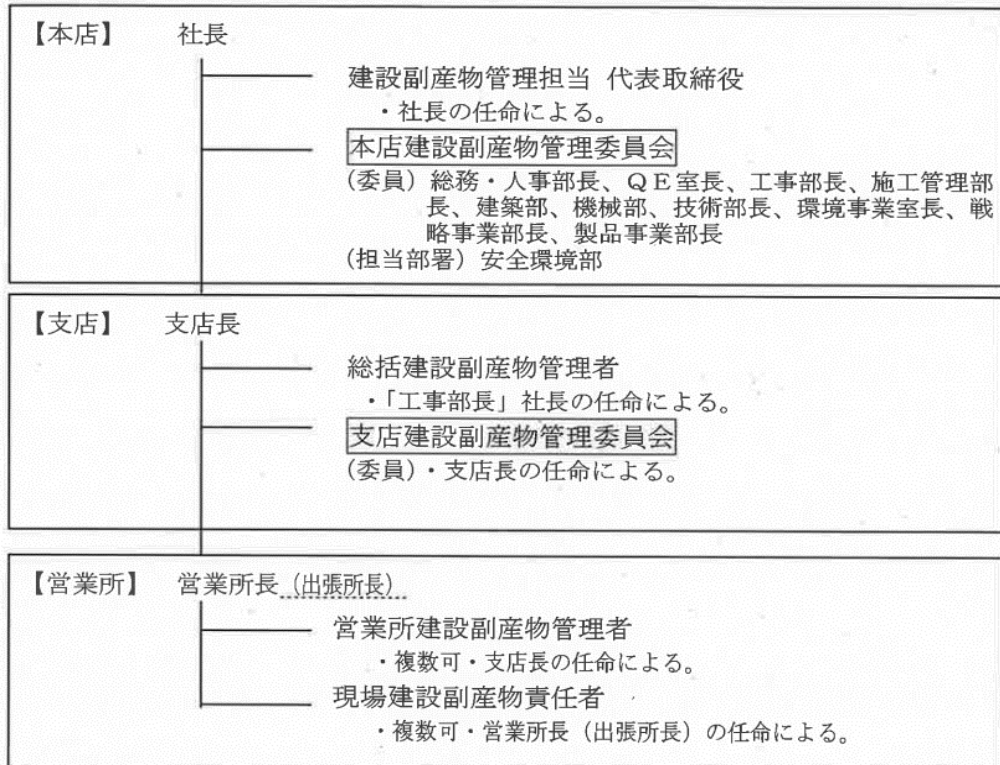 【本店】 社長
建設副産物管理担当 代表取締役
・社長の任命による。
本店建設副産物管理委員会
(委員)総務・人事部長、QE室長、工事部長、施工管理部
長、建築部、機械部、技術部長、環境事業室長、戦
略事業部長、製品事業部長
(担当部署)安全環境部
【支店】 支店長
総括建設副産物管理者
・「工事部長」社長の任命による。
支店建設副産物管理委員会
(委員)・支店長の任命による。
【営業所】 営業所長(出張所長)
営業所建設副産物管理者
・複数可・支店長の任命による。
現場建設副産物責任者
・複数可・営業所長(出張所長)の任命による。